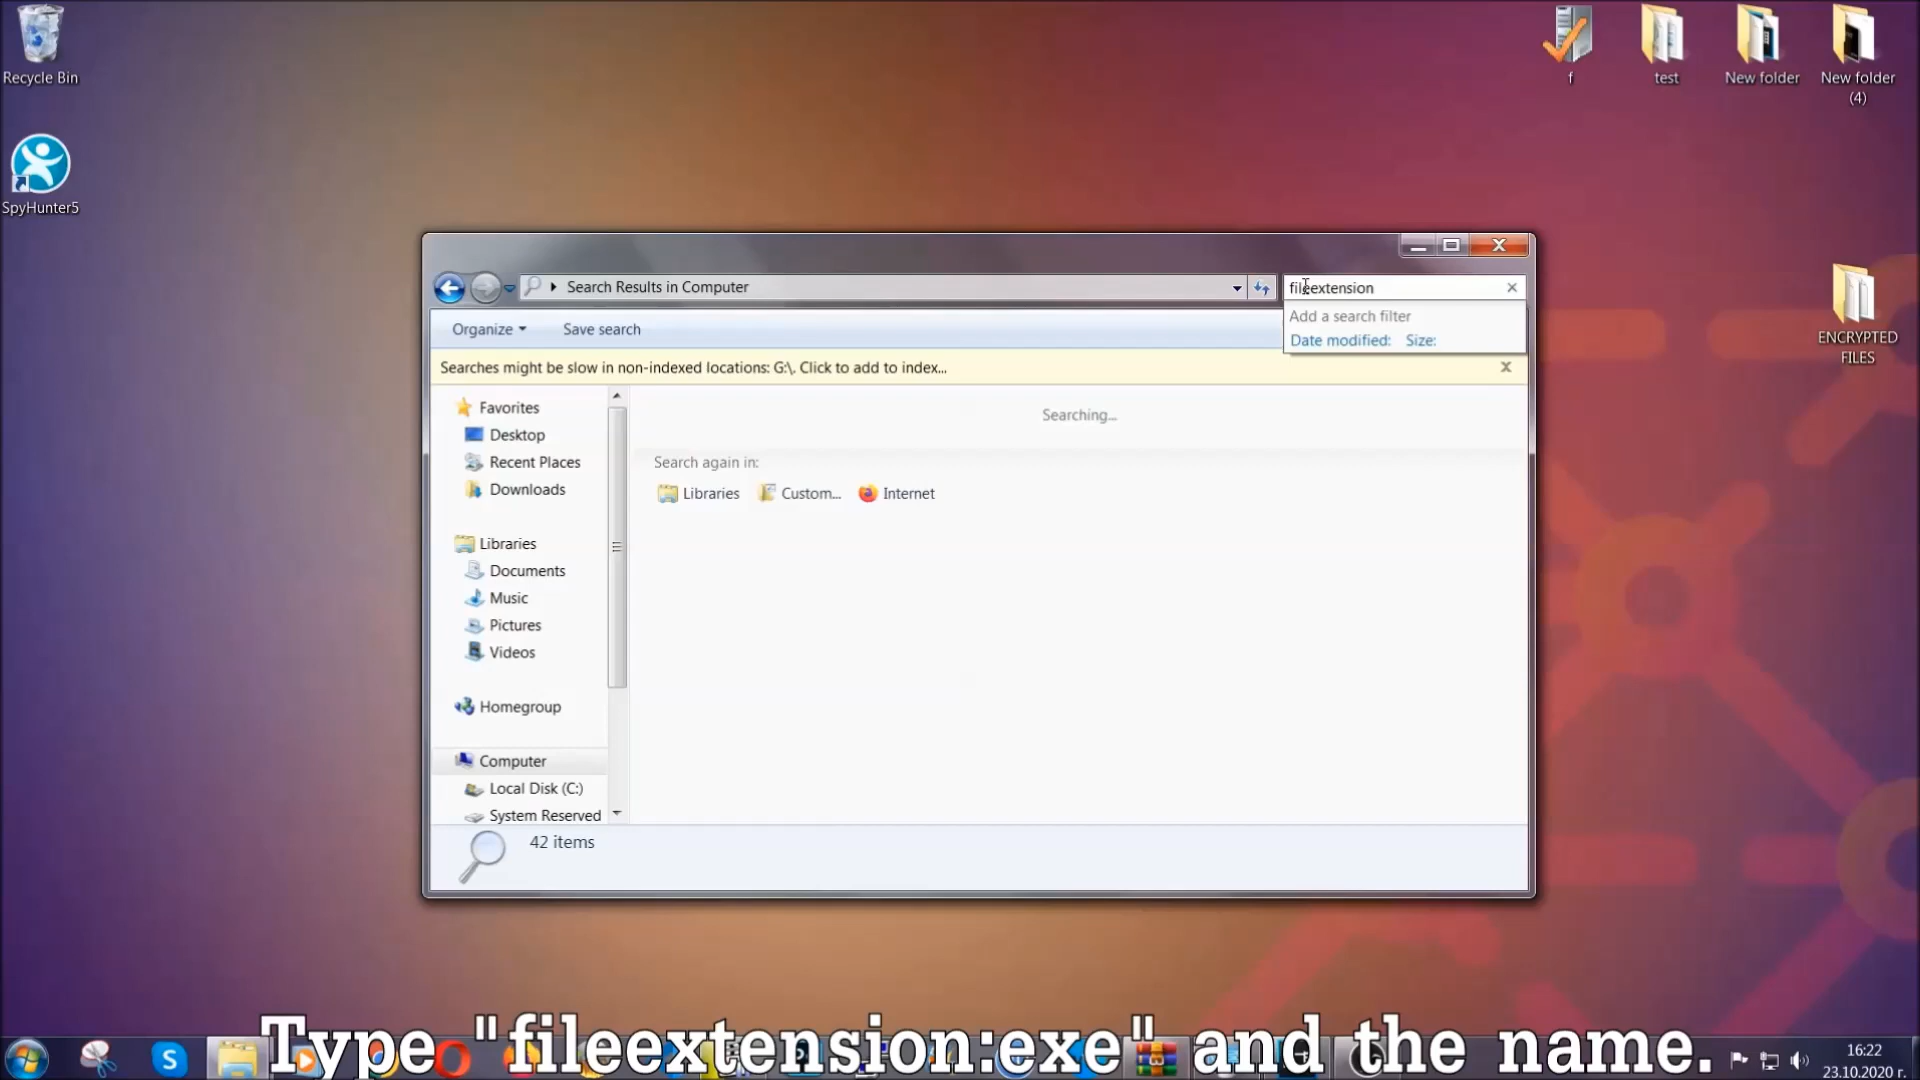 Recycle Bin
SpyHunter5
f
test
New folder
New folder
(4)
ENCRYPTED
FILES
Search Results in Computer
fileextension
Add a search filter
Date modified: Size:
Organize
Save search
Searches might be slow in non-indexed locations: G:\. Click to add to index...
Favorites
Desktop
Recent Places
Downloads
Libraries
Documents
Music
Pictures
Videos
Homegroup
Computer
Local Disk (C:)
System Reserved
Searching...
Search again in:
Libraries
Custom...
Internet
42 items
Type "fileextension:exe" and the name.
16:22
23.10.2020 г.